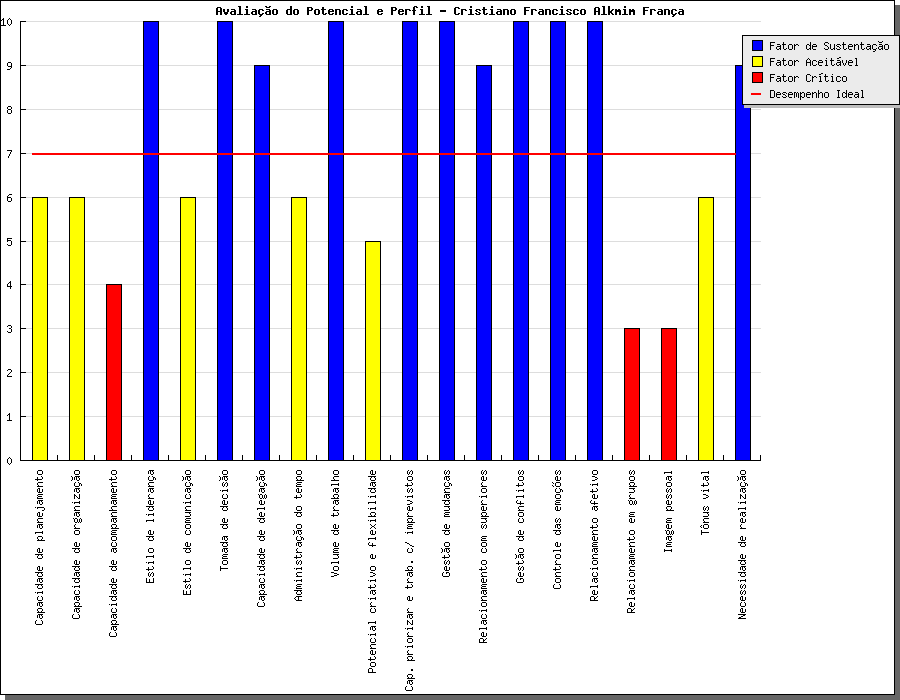 Avaliação do Potencial e Perfil - Cristiano Francisco Alkmim França
Fator de Sustentação
Fator Aceitável
Fator Crítico
Desempenho Ideal
10
9
8
7
6
5
4
3
2
1
0
Capacidade de planejamento
Capacidade de organização
Capacidade de acompanhamento
Estilo de liderança
Estilo de comunicação
Tomada de decisão
Capacidade de delegação
Administração do tempo
Volume de trabalho
Potencial criativo e flexibilidade
Cap. priorizar e trab. c/ imprevistos
Gestão de mudanças
Relacionamento com superiores
Gestão de conflitos
Controle das emoções
Relacionamento afetivo
Relacionamento em grupos
Imagem pessoal
Tônus vital
Necessidade de realização